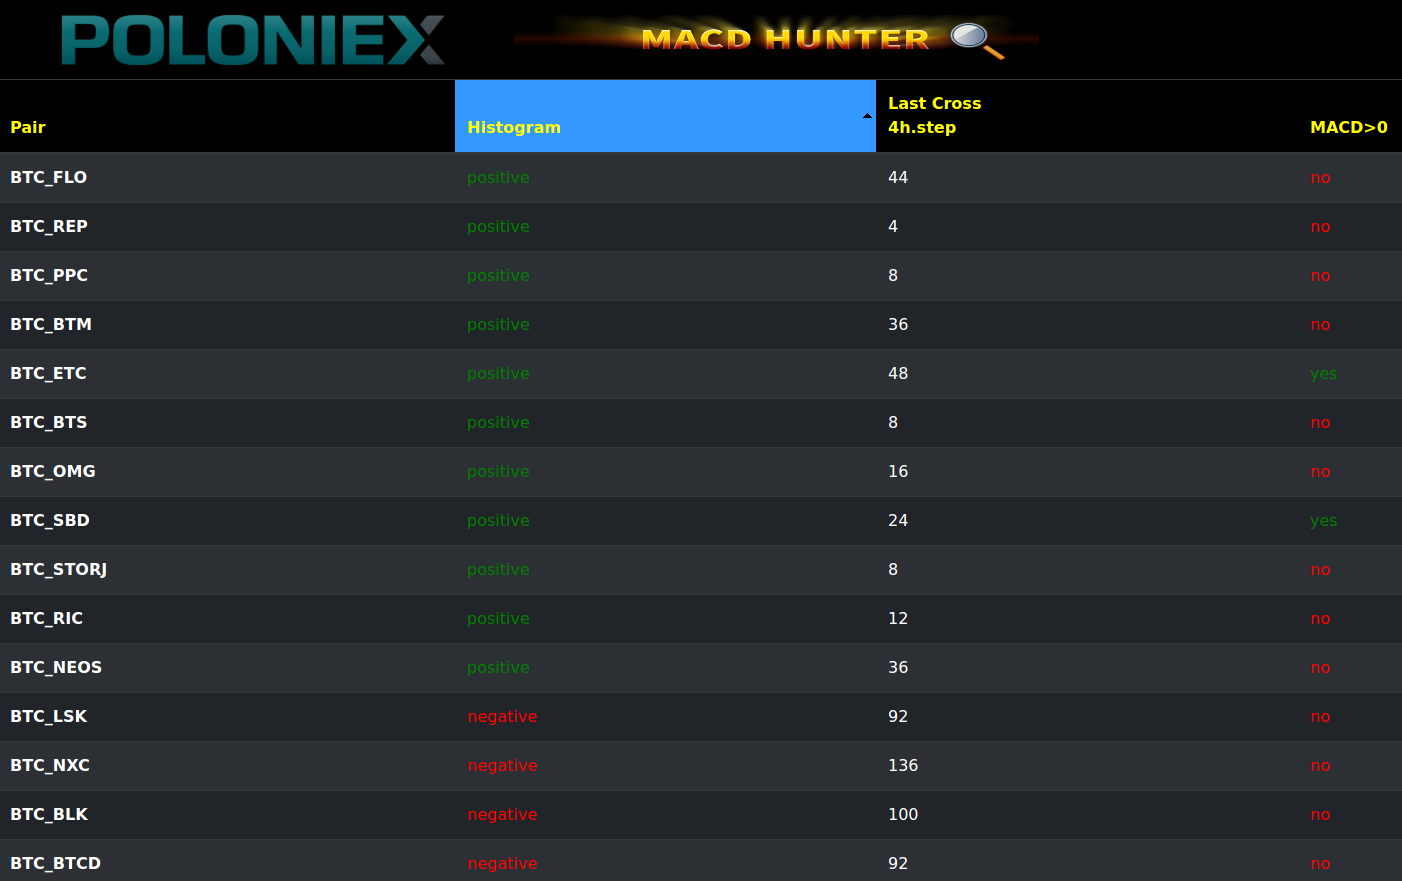 POLONIEX
MACD HUNTER
Pair Histogram Last Cross 4h.step MACD>0
BTC_FLO positive 44 no
BTC_REP positive 4 no
BTC_PPC positive 8 no
BTC_BTM positive 36 no
BTC_ETC positive 48 yes
BTC_BTS positive 8 no
BTC_OMG positive 16 no
BTC_SBD positive 24 yes
BTC_STORJ positive 8 no
BTC_RIC positive 12 no
BTC_NEOS positive 36 no
BTC_LSK negative 92 no
BTC_NXC negative 136 no
BTC_BLK negative 100 no
BTC_BTCD negative 92 no